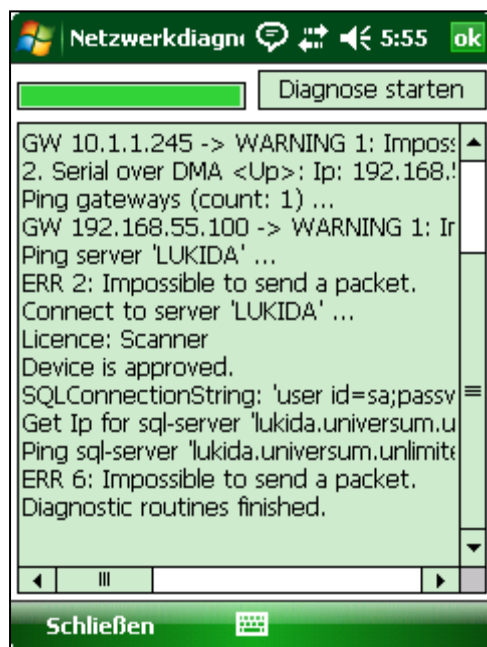 Netzwerkdiagn 5:55 ok
Diagnose starten
GW 10.1.1.245 -> WARNING 1: Imposs
2. Serial over DMA <Up>: Ip: 192.168.5
Ping gateways (count: 1) ...
GW 192.168.55.100 -> WARNING 1: Ir
Ping server 'LUKIDA' ...
ERR 2: Impossible to send a packet.
Connect to server 'LUKIDA' ...
Licence: Scanner
Device is approved.
SQLConnectionString: 'user id=sa;passv
Get Ip for sql-server 'lukida.universum.u
Ping sql-server 'lukida.universum.unlimite
ERR 6: Impossible to send a packet.
Diagnostic routines finished.
Schließen